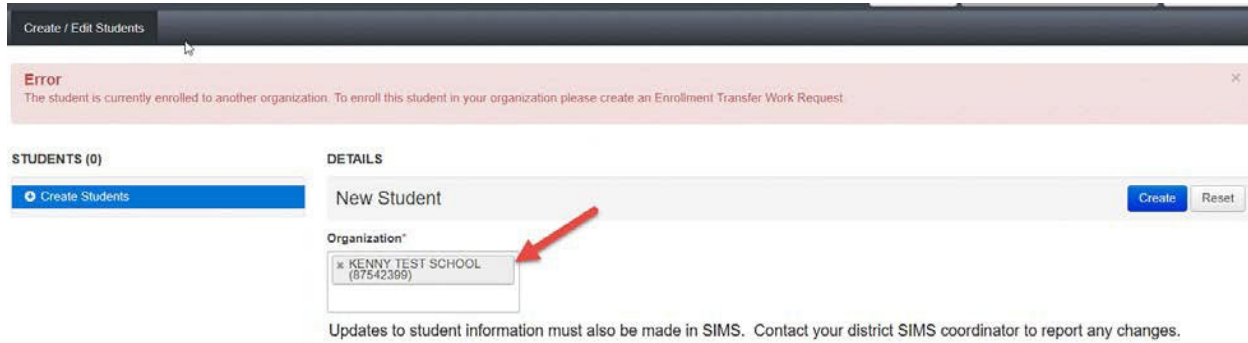 Create / Edit Students
Error
The student is currently enrolled to another organization. To enroll this student in your organization please create an Enrollment Transfer Work Request
STUDENTS (0)
DETAILS
Create Students
New Student
Create
Reset
Organization*
KENNY TEST SCHOOL
(87542399)
Updates to student information must also be made in SIMS. Contact your district SIMS coordinator to report any changes.